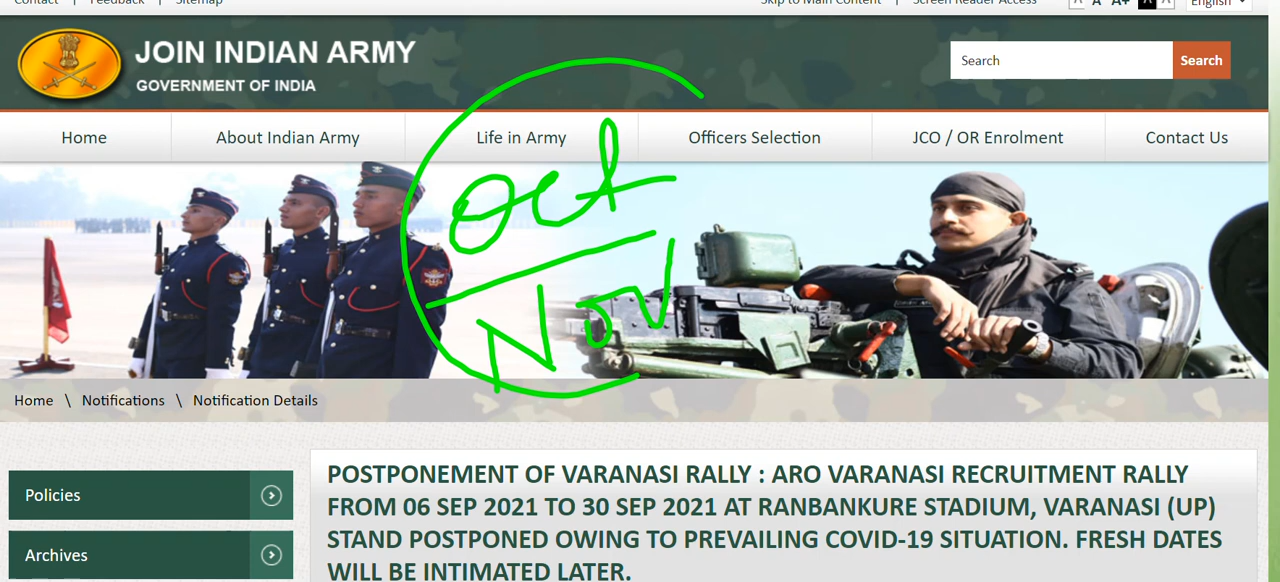 Contact | Feedback | Sitemap
Skip to Main Content | Screen Reader Access A A A+ A A English
JOIN INDIAN ARMY
GOVERNMENT OF INDIA
Search Search
Home About Indian Army Life in Army Officers Selection JCO / OR Enrolment Contact Us
Oct
Nov
Home \ Notifications \ Notification Details
Policies
Archives
POSTPONEMENT OF VARANASI RALLY : ARO VARANASI RECRUITMENT RALLY
FROM 06 SEP 2021 TO 30 SEP 2021 AT RANBANKURE STADIUM, VARANASI (UP)
STAND POSTPONED OWING TO PREVAILING COVID-19 SITUATION. FRESH DATES
WILL BE INTIMATED LATER.